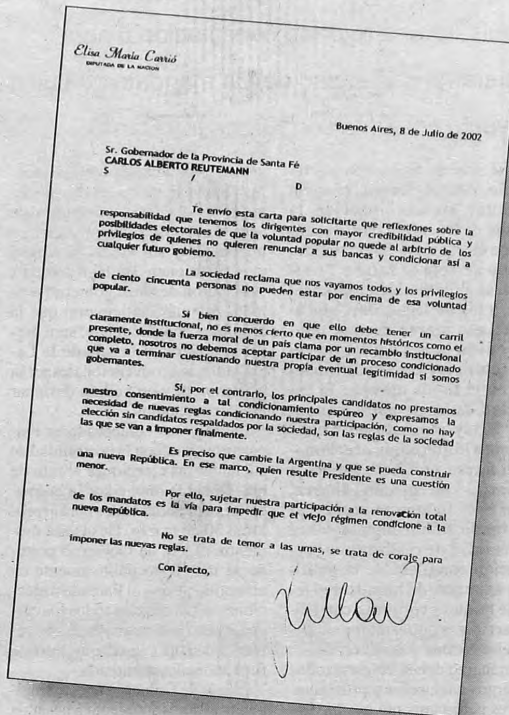 Elisa María Carrió
DIPUTADA DE LA NACION
Buenos Aires, 8 de Julio de 2002
Sr. Gobernador de la Provincia de Santa Fé
CARLOS ALBERTO REUTEMANN
S / D
Te envío esta carta para solicitarte que reflexiones sobre la
responsabilidad que tenemos los dirigentes con mayor credibilidad pública y
posibilidades electorales de que la voluntad popular no quede al arbitrio de los
privilegios de quienes no quieren renunciar a sus bancas y condicionar así a
cualquier futuro gobierno.
La sociedad reclama que nos vayamos todos y los privilegios
de ciento cincuenta personas no pueden estar por encima de esa voluntad
popular.
Si bien concuerdo en que ello debe tener un carril
claramente institucional, no es menos cierto que en momentos históricos como el
presente, donde la fuerza moral de un país clama por un recambio institucional
completo, nosotros no debemos aceptar participar de un proceso condicionado
que va a terminar cuestionando nuestra propia eventual legitimidad si somos
gobernantes.
Si, por el contrario, los principales candidatos no prestamos
nuestro consentimiento a tal condicionamiento espúreo y expresamos la
necesidad de nuevas reglas condicionando nuestra participación, como no hay
elección sin candidatos respaldados por la sociedad, son las reglas de la sociedad
las que se van a imponer finalmente.
Es preciso que cambie la Argentina y que se pueda construir
una nueva República. En ese marco, quien resulte Presidente es una cuestión
menor.
Por ello, sujetar nuestra participación a la renovación total
de los mandatos es la vía para impedir que el viejo régimen condicione a la
nueva República.
No se trata de temor a las urnas, se trata de coraje para
imponer las nuevas reglas.
Con afecto,